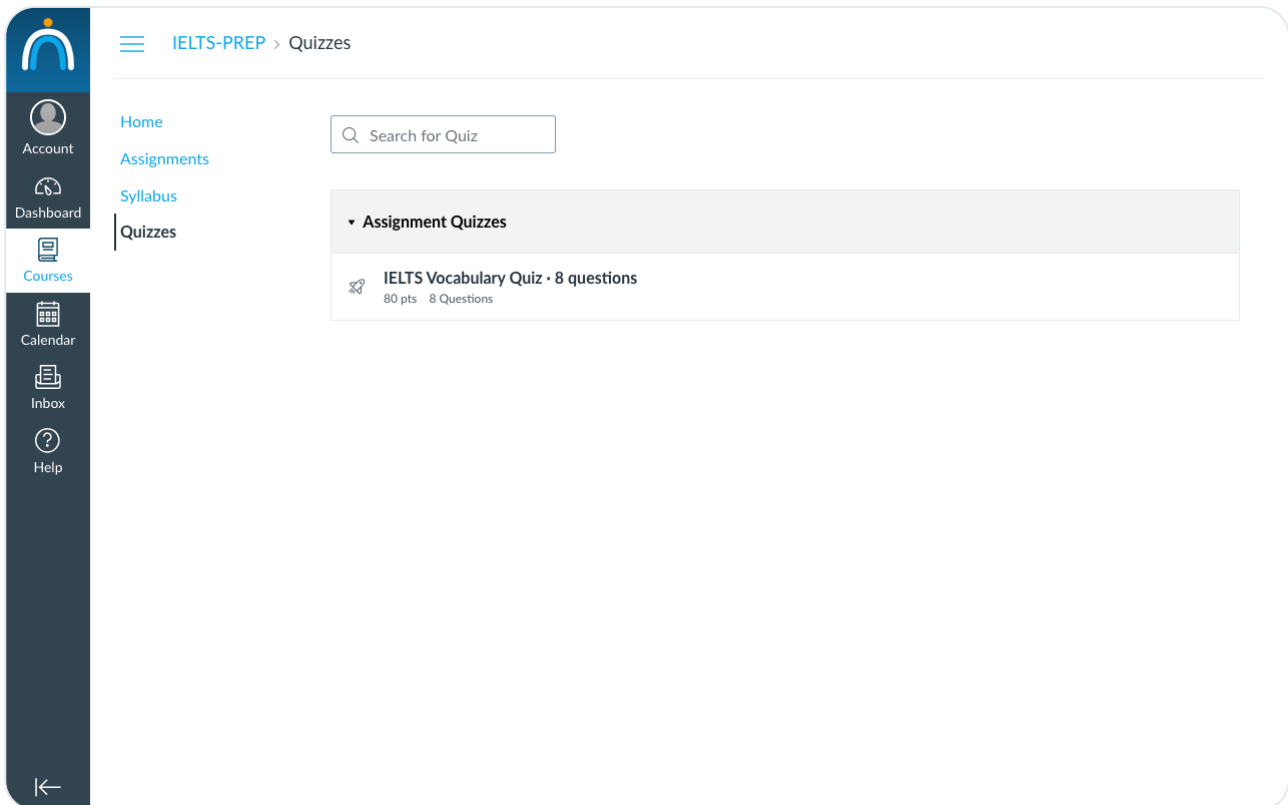 IELTS-PREP › Quizzes
Account
Dashboard
Courses
Calendar
Inbox
Help
Home
Assignments
Syllabus
Quizzes
Search for Quiz
Assignment Quizzes
IELTS Vocabulary Quiz · 8 questions
80 pts 8 Questions